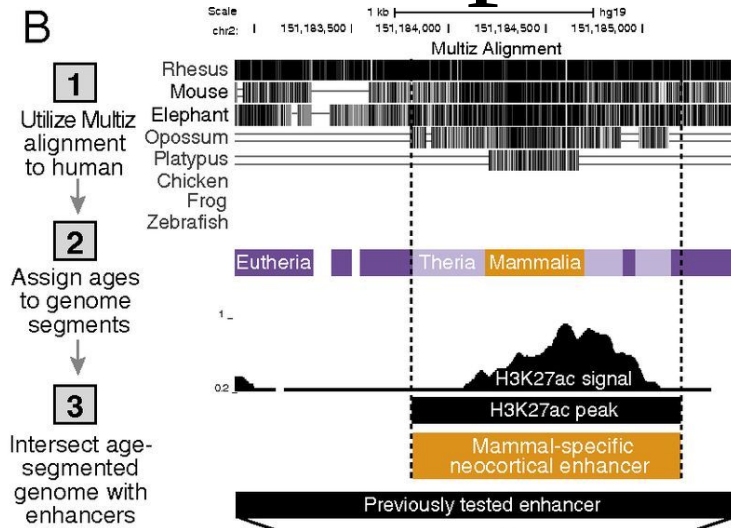 B
Scale 1 kb hg19
chr2: 151,183,500 151,184,000 151,184,500 151,185,000
Multiz Alignment
1
Utilize Multiz
alignment
to human
Rhesus
Mouse
Elephant
Opossum
Platypus
Chicken
Frog
Zebrafish
2
Assign ages
to genome
segments
Eutheria Theria Mammalia
1
0.2
H3K27ac signal
H3K27ac peak
3
Intersect age-
segmented
genome with
enhancers
Mammal-specific
neocortical enhancer
Previously tested enhancer